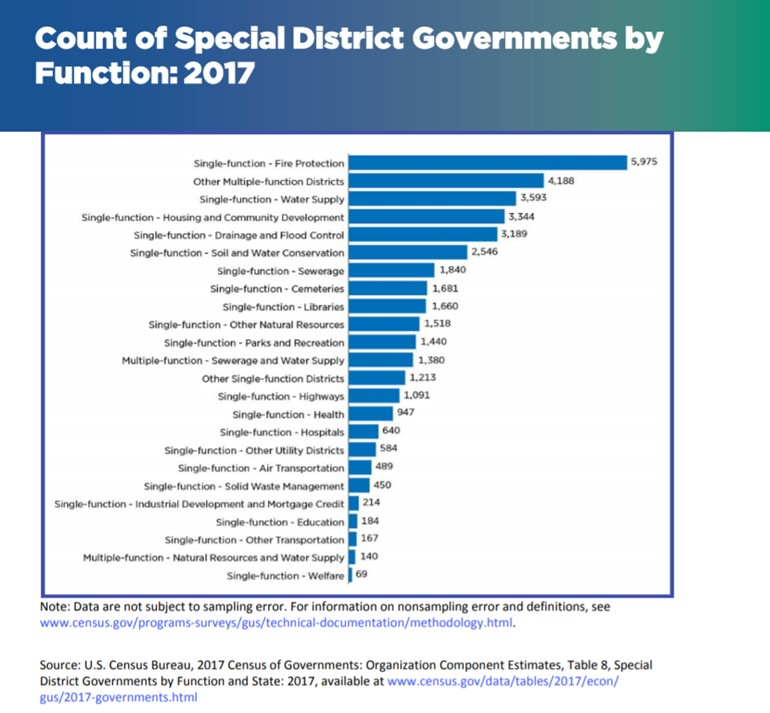 Count of Special District Governments by
Function: 2017
Single-function - Fire Protection 5,975
Other Multiple-function Districts 4,188
Single-function - Water Supply 3,593
Single-function - Housing and Community Development 3,344
Single-function - Drainage and Flood Control 3,189
Single-function - Soil and Water Conservation 2,546
Single-function - Sewerage 1,840
Single-function - Cemeteries 1,681
Single-function - Libraries 1,660
Single-function - Other Natural Resources 1,518
Single-function - Parks and Recreation 1,440
Multiple-function - Sewerage and Water Supply 1,380
Other Single-function Districts 1,213
Single-function - Highways 1,091
Single-function - Health 947
Single-function - Hospitals 640
Single-function - Other Utility Districts 584
Single-function - Air Transportation 489
Single-function - Solid Waste Management 450
Single-function - Industrial Development and Mortgage Credit 214
Single-function - Education 184
Single-function - Other Transportation 167
Multiple-function - Natural Resources and Water Supply 140
Single-function - Welfare 69
Note: Data are not subject to sampling error. For information on nonsampling error and definitions, see
www.census.gov/programs-surveys/gus/technical-documentation/methodology.html.
Source: U.S. Census Bureau, 2017 Census of Governments: Organization Component Estimates, Table 8, Special
District Governments by Function and State: 2017, available at www.census.gov/data/tables/2017/econ/
gus/2017-governments.html